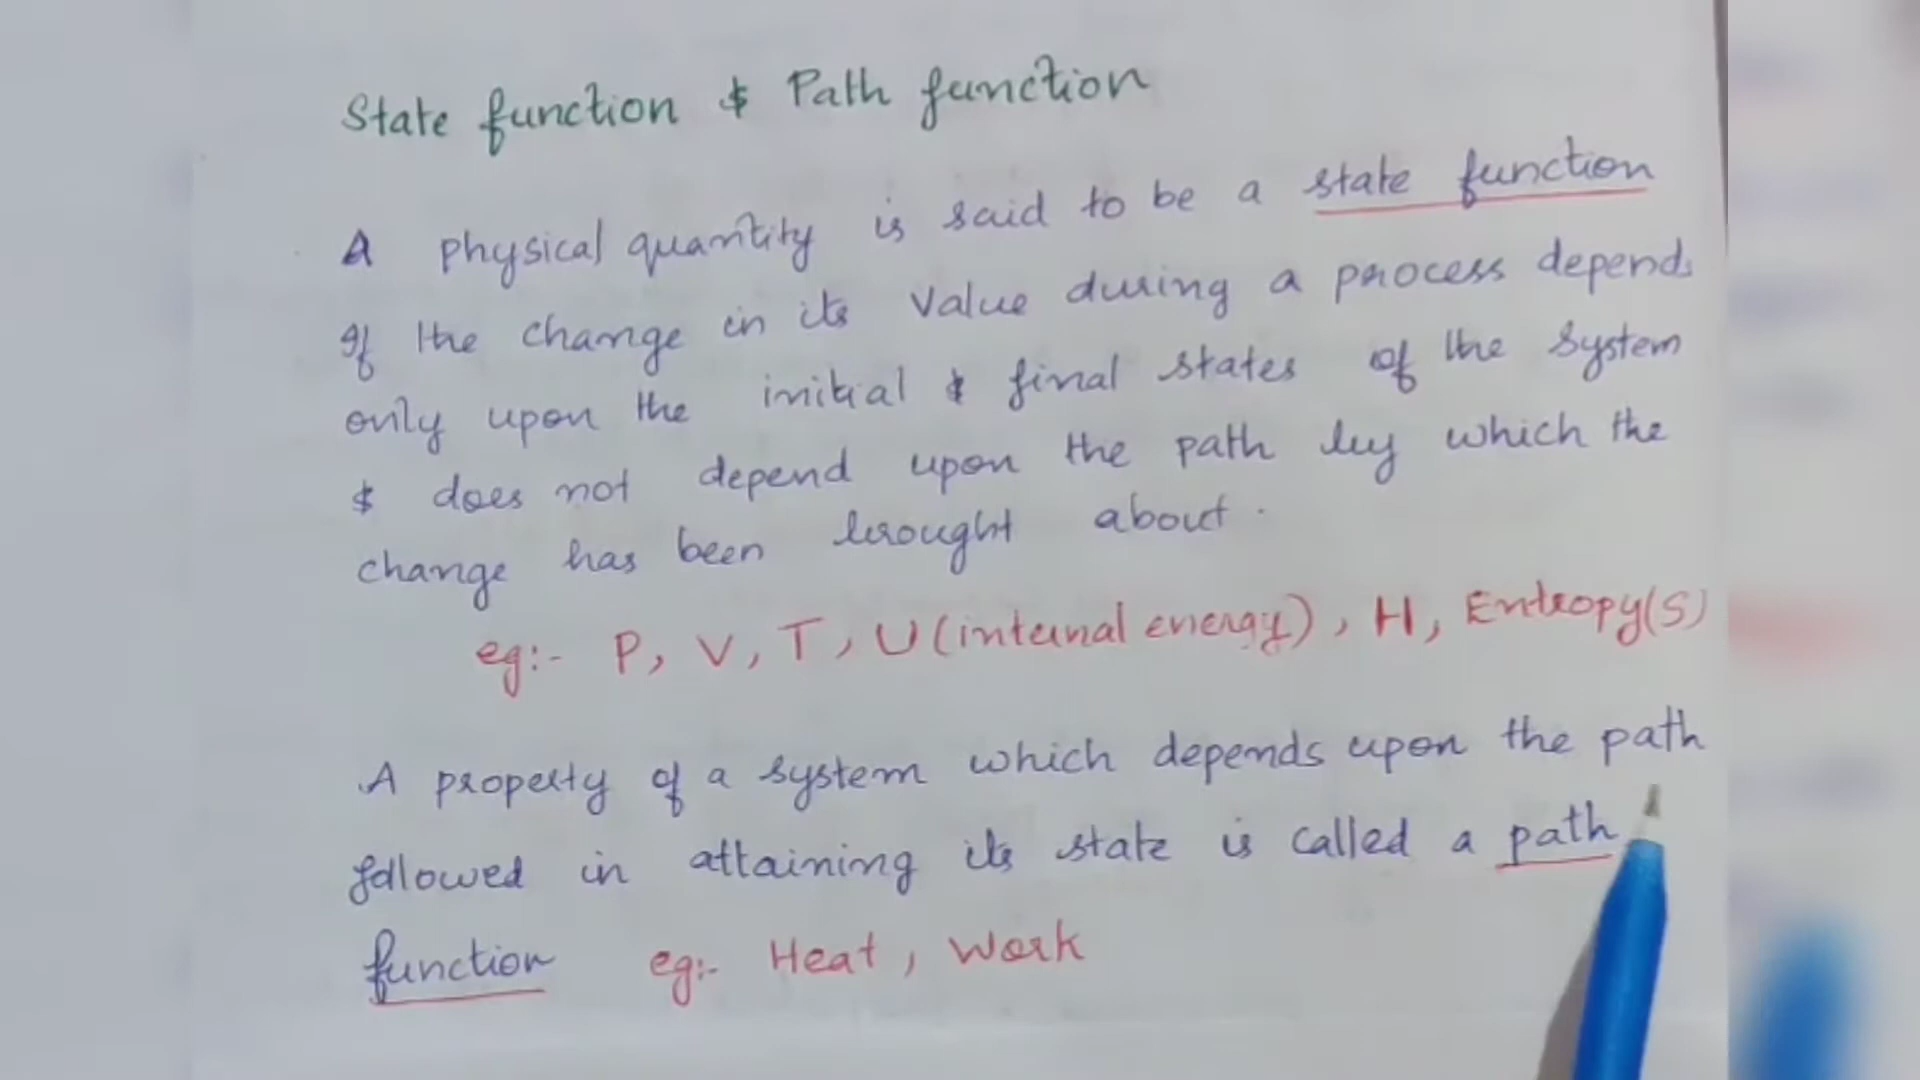 State function & Path function
A physical quantity is said to be a state function
if the change in its value during a process depends
only upon the initial & final states of the system
& does not depend upon the path by which the
change has been brought about.
eg:- P, V, T, U (internal energy), H, Entropy(S)
A property of a system which depends upon the path
followed in attaining its state is called a path
function eg:- Heat, Work